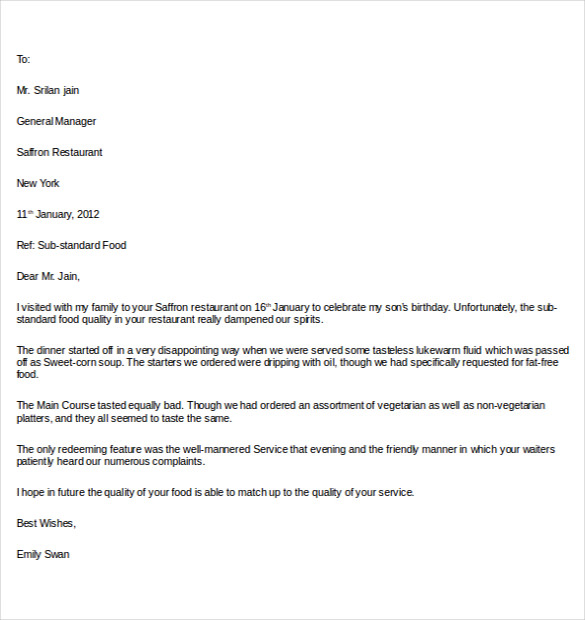 To:
Mr. Srilan jain
General Manager
Saffron Restaurant
New York
11th January, 2012
Ref: Sub-standard Food
Dear Mr. Jain,
I visited with my family to your Saffron restaurant on 16th January to celebrate my son's birthday. Unfortunately, the sub-
standard food quality in your restaurant really dampened our spirits.
The dinner started off in a very disappointing way when we were served some tasteless lukewarm fluid which was passed
off as Sweet-corn soup. The starters we ordered were dripping with oil, though we had specifically requested for fat-free
food.
The Main Course tasted equally bad. Though we had ordered an assortment of vegetarian as well as non-vegetarian
platters, and they all seemed to taste the same.
The only redeeming feature was the well-mannered Service that evening and the friendly manner in which your waiters
patiently heard our numerous complaints.
I hope in future the quality of your food is able to match up to the quality of your service.
Best Wishes,
Emily Swan